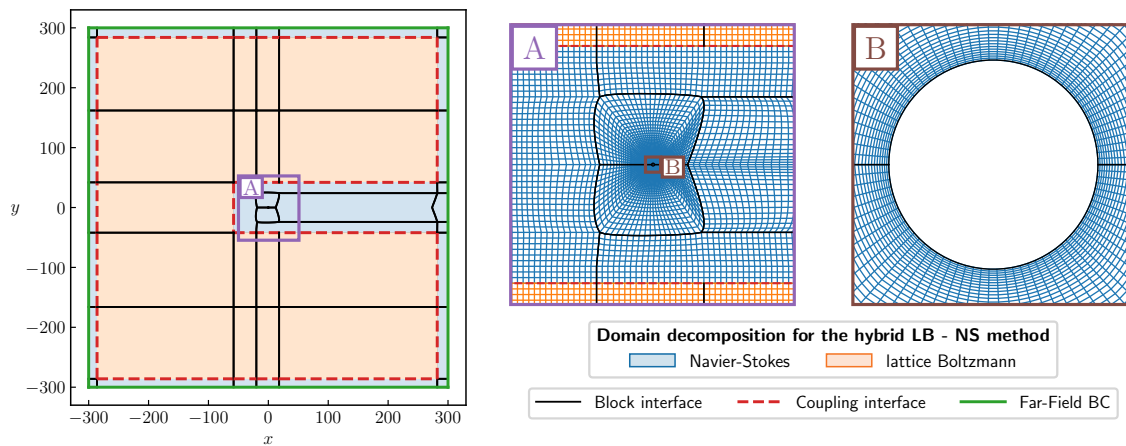 300
200
100
0
−100
−200
−300
y
−300
−200
−100
0
100
200
300
x
A
A
B
B
Domain decomposition for the hybrid LB - NS method
Navier-Stokes
lattice Boltzmann
Block interface
Coupling interface
Far-Field BC